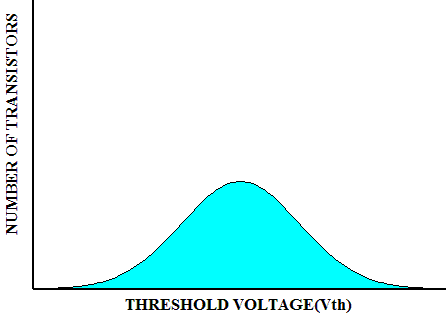 NUMBER OF TRANSISTORS
THRESHOLD VOLTAGE(Vth)